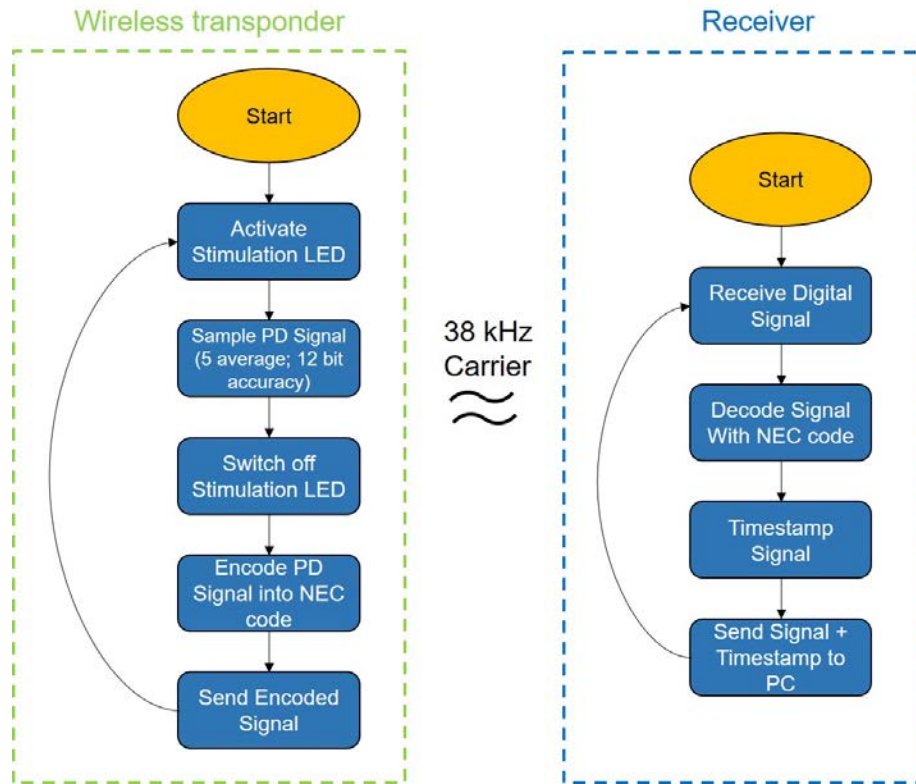 Wireless transponder
Start
Activate
Stimulation LED
Sample PD Signal
(5 average; 12 bit
accuracy)
Switch off
Stimulation LED
Encode PD
Signal into NEC
code
Send Encoded
Signal
38 kHz
Carrier
Receiver
Start
Receive Digital
Signal
Decode Signal
With NEC code
Timestamp
Signal
Send Signal +
Timestamp to
PC